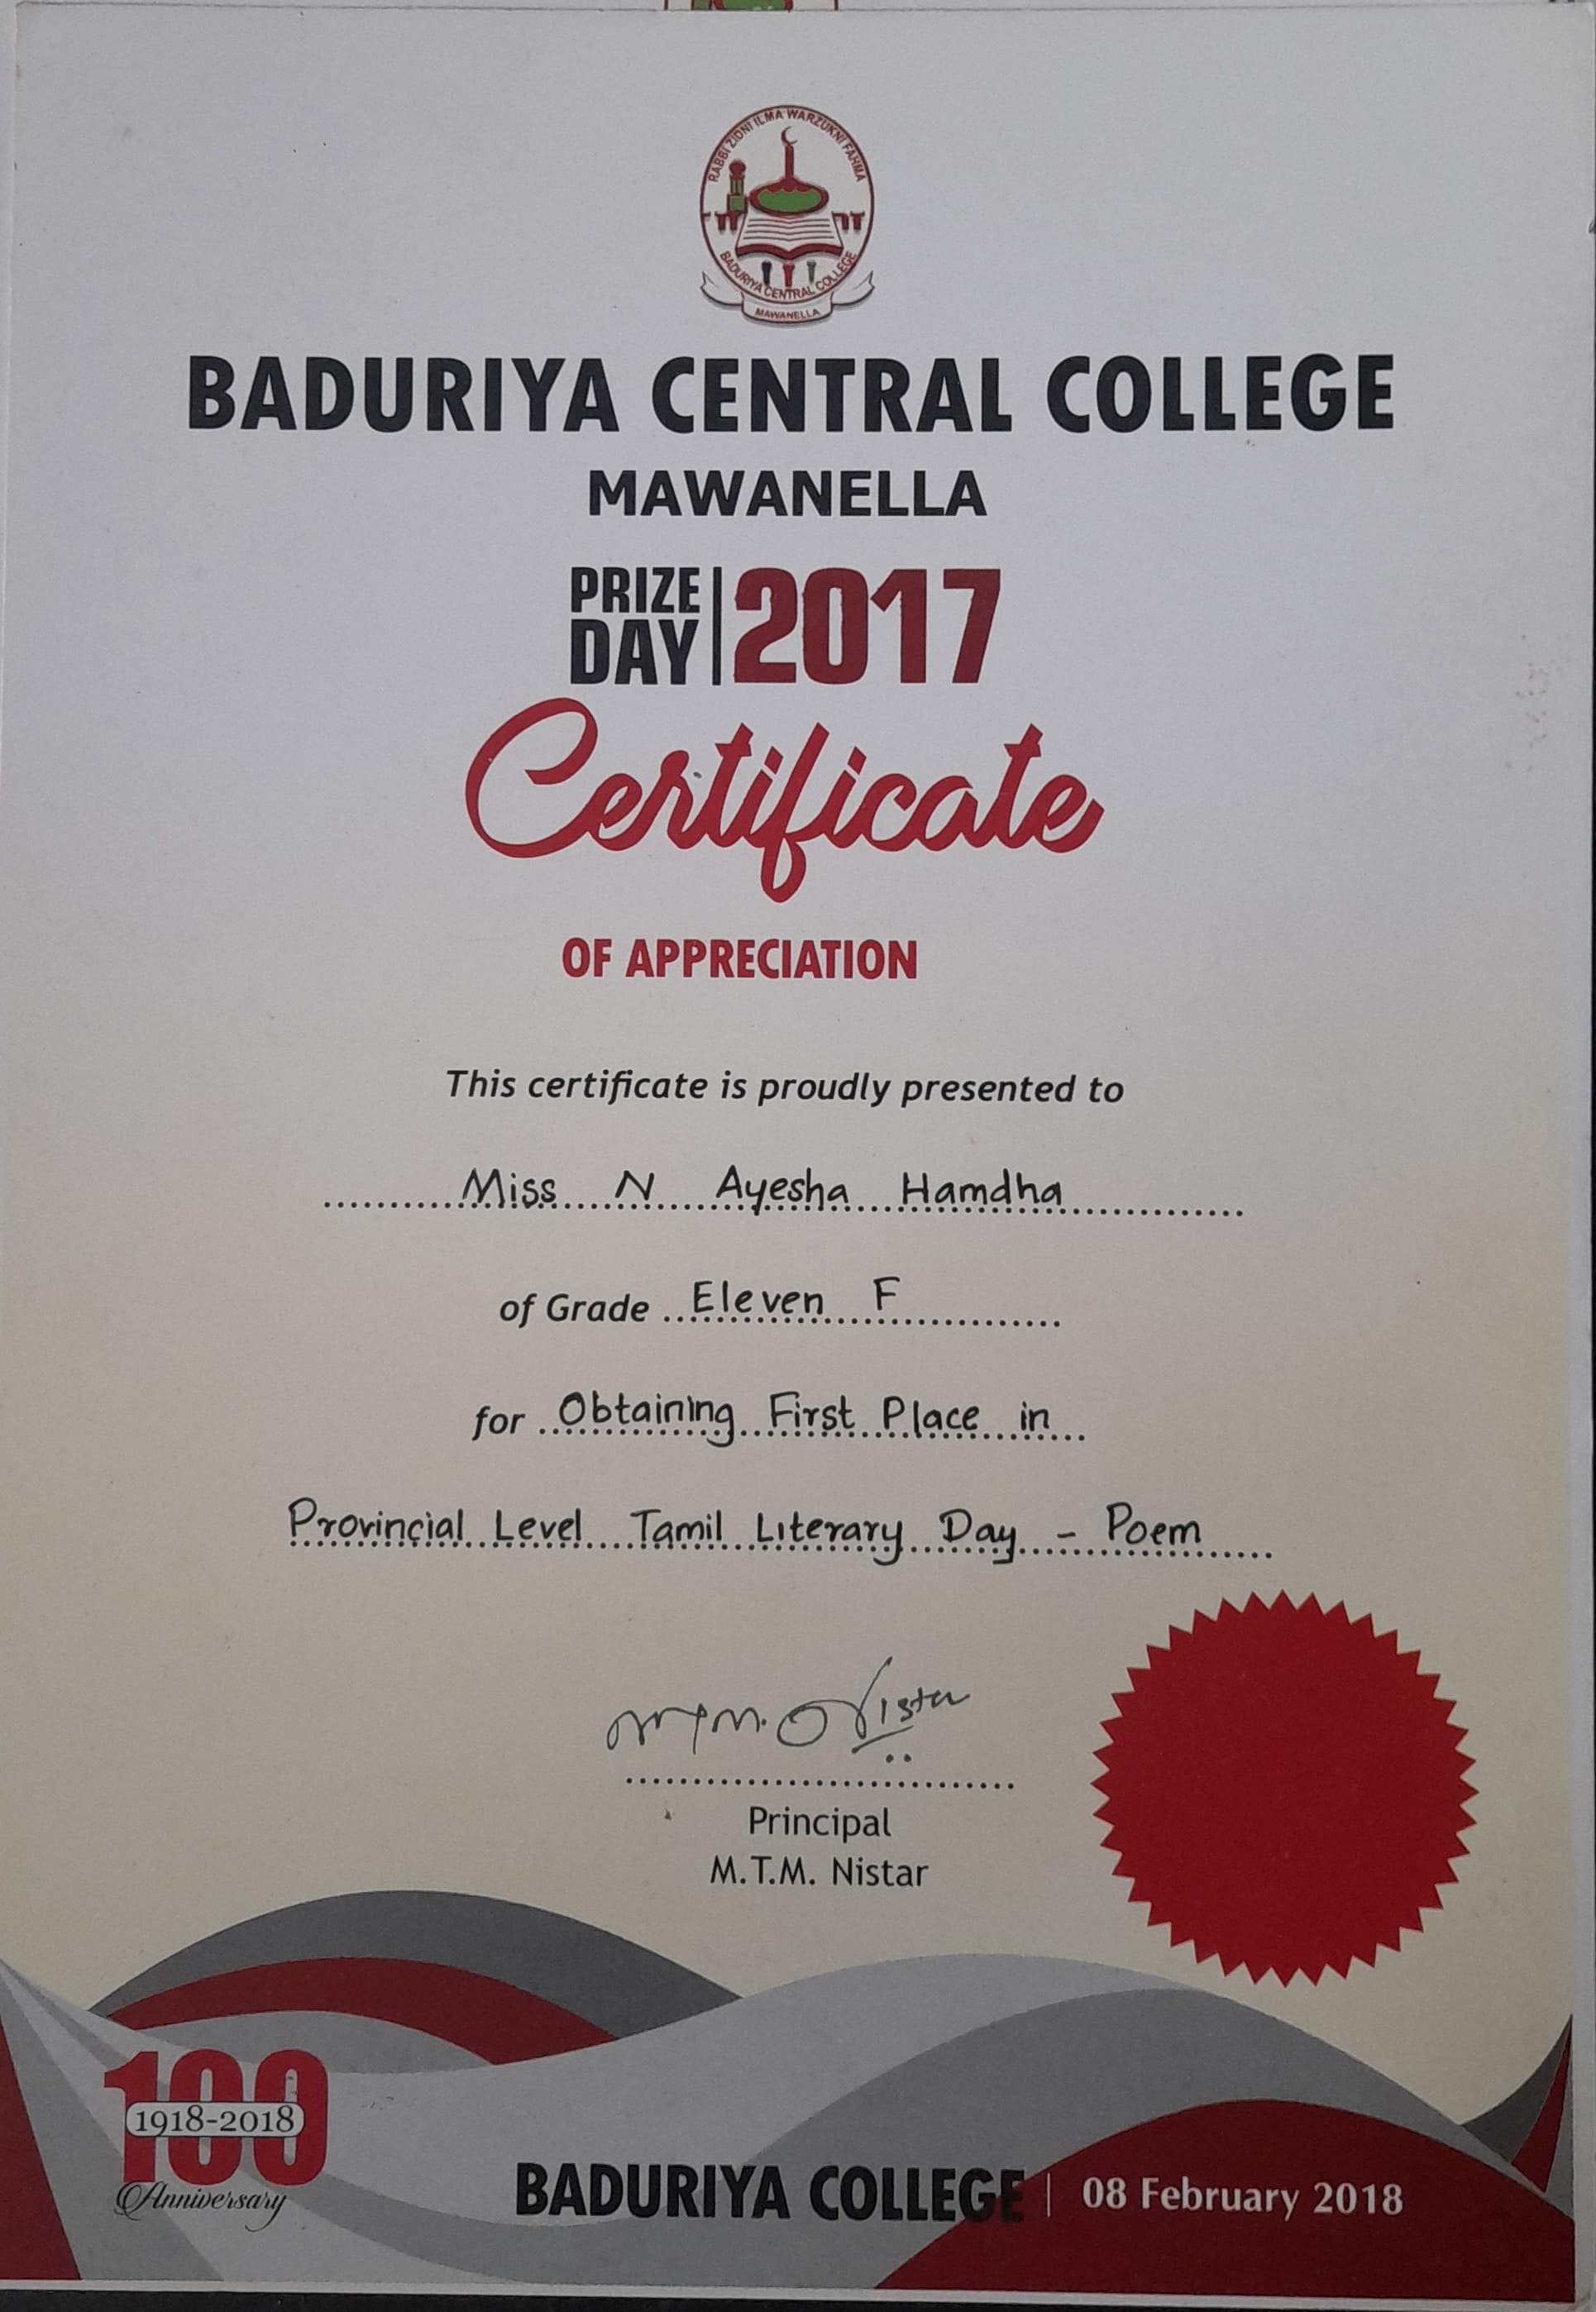 RABBI ZIDNI ILMA WARZUKNI FAHMA
BADURIYA CENTRAL COLLEGE
MAWANELLA
BADURIYA CENTRAL COLLEGE
MAWANELLA
PRIZE DAY | 2017
Certificate
OF APPRECIATION
This certificate is proudly presented to
Miss N Ayesha Hamdha
of Grade Eleven F
for Obtaining First Place in
Provincial Level Tamil Literary Day - Poem
M.T.M. Nistar
Principal
M.T.M. Nistar
100
1918-2018
Anniversary
BADURIYA COLLEGE | 08 February 2018